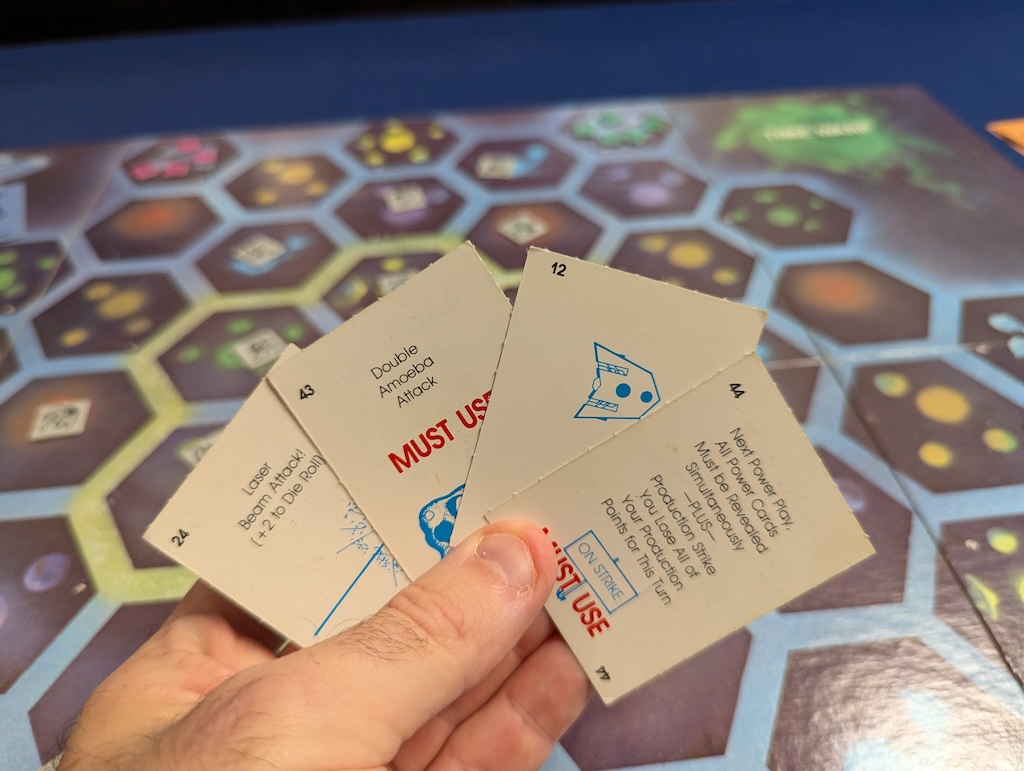 24
Laser
Beam Attack!
(+2 to Die Roll)
43
Double
Amoeba
Attack
MUST USE
12
44
Next Power Play,
All Power Cards
Must be Revealed
Simultaneously
—PLUS—
Production Strike
You Lose All of
Your Production
Points for This Turn
ON STRIKE
MUST USE
44